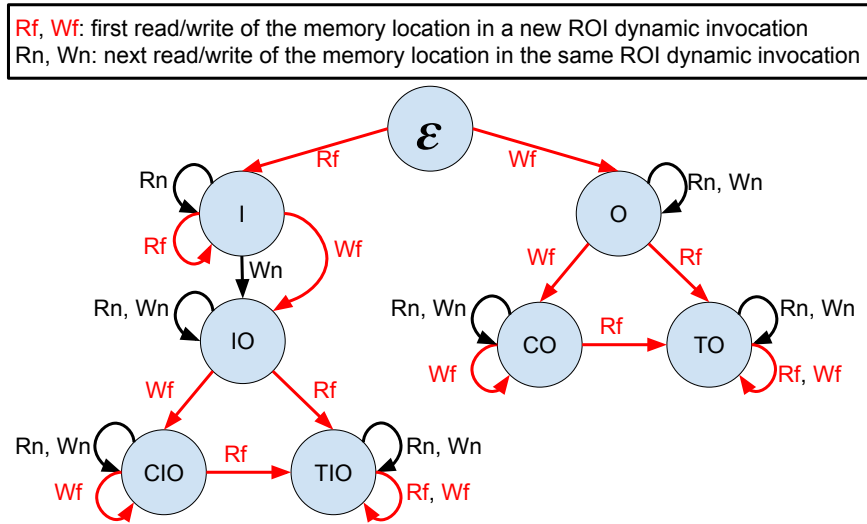 Rf, Wf: first read/write of the memory location in a new ROI dynamic invocation
Rn, Wn: next read/write of the memory location in the same ROI dynamic invocation
ε
Rf
Wf
Rn
I
Rf
Wf
Wn
O
Rn, Wn
Wf
Rf
Rn, Wn
IO
Rn, Wn
CO
Rf
TO
Rn, Wn
Wf
Rf, Wf
Wf
Rf
Rn, Wn
CIO
Rf
TIO
Rn, Wn
Wf
Rf, Wf